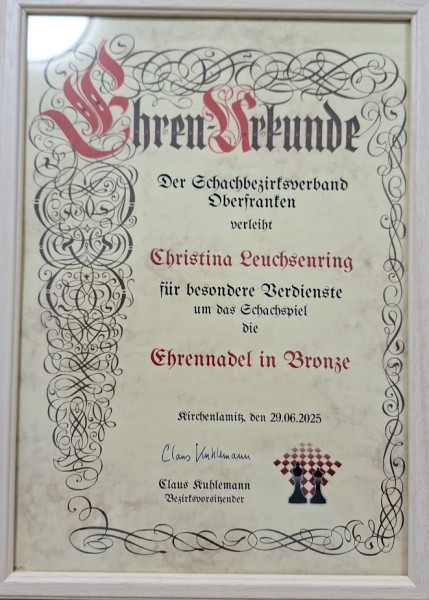 Ehren-Urkunde
Der Schachbezirksverband
Oberfranken
verleiht
Christina Leuchsenring
für besondere Verdienste
um das Schachspiel
die
Ehrennadel in Bronze
Kirchenlamitz, den 29.06.2025
Claus Kuhlemann
Claus Kuhlemann
Bezirksvorsitzender